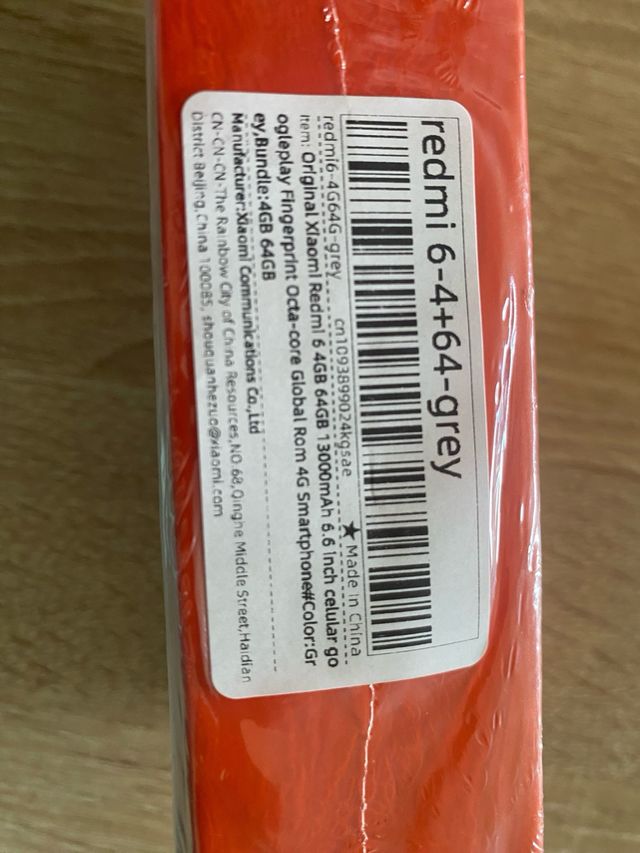 redmi 6-4+64-grey
redmi6-4G64G-grey cn1093899024kgsae ★ Made in China
Item: Original Xiaomi Redmi 6 4GB 64GB 13000mAh 6.6 inch celular go
ogleplay Fingerprint Octa-core Global Rom 4G Smartphone#Color:Gr
ey,Bundle:4GB 64GB
Manufacturer:Xiaomi Communications Co.,Ltd
CN-CN-CN-The Rainbow City of China Resources,NO.68,Qinghe Middle Street,Haidian
District Beijing,China 100085, shouquanhezuo@xiaomi.com